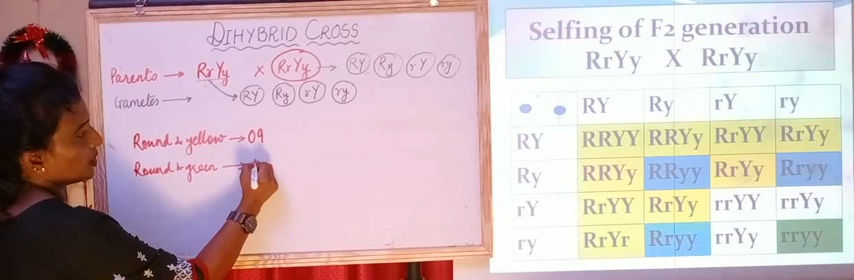 DIHYBRID CROSS
Parents → RrYy x RrYy → RY Ry rY ry
Gametes → RY Ry rY ry
Round & yellow → 09
Round & green →
Selfing of F2 generation
RrYy X RrYy
RY Ry rY ry
RY RRYY RRYy RrYY RrYy
Ry RRYy RRyy RrYy Rryy
rY RrYY RrYy rrYY rrYy
ry RrYr Rryy rrYy rryy